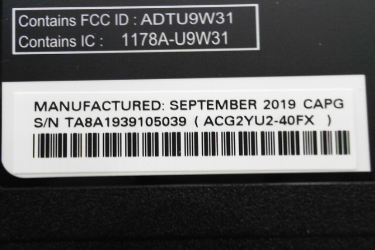 Contains FCC ID : ADTU9W31
Contains IC : 1178A-U9W31
MANUFACTURED: SEPTEMBER 2019 CAPG
S/N TA8A1939105039 ( ACG2YU2-40FX )